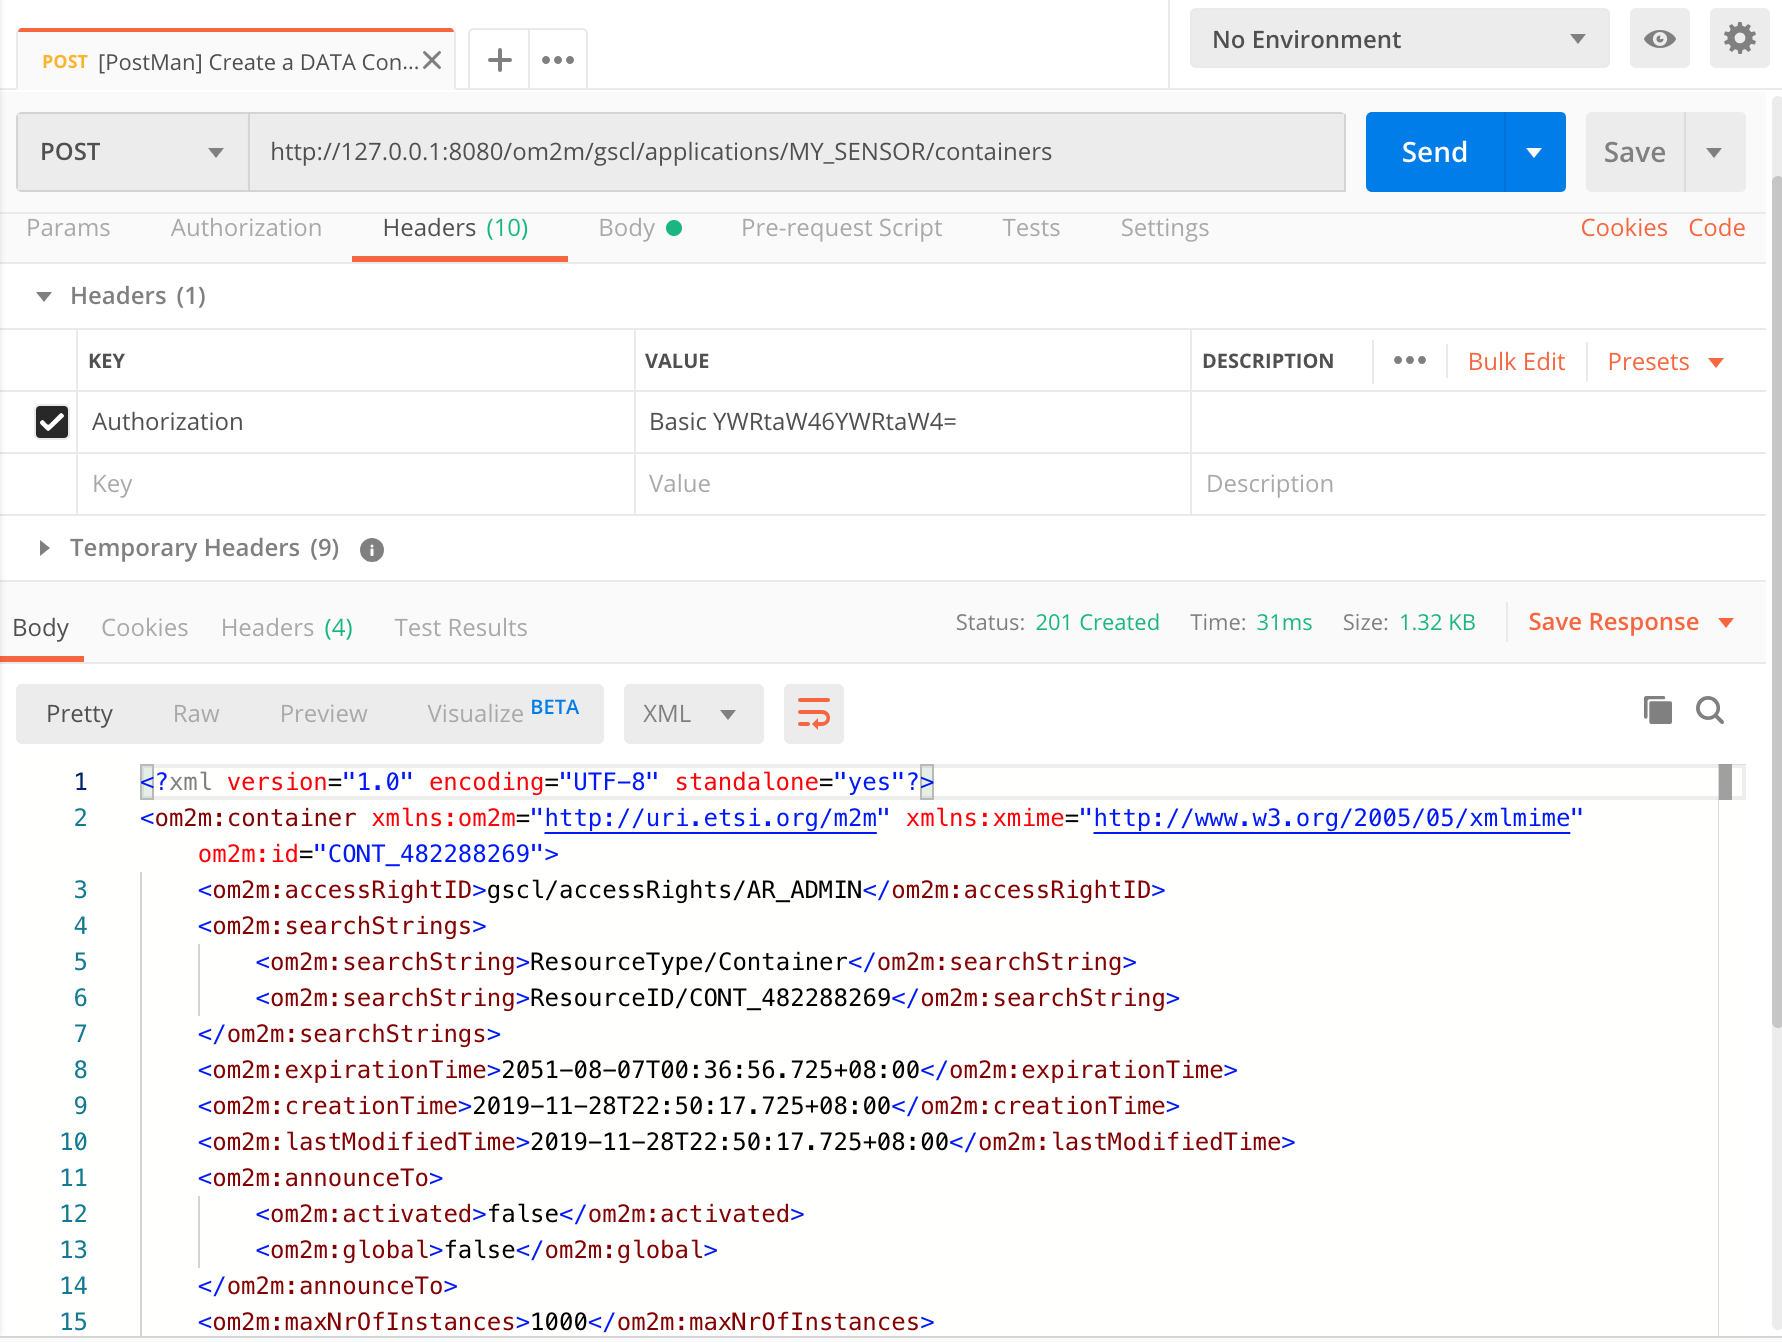 POST [PostMan] Create a DATA Con...
No Environment
POST http://127.0.0.1:8080/om2m/gscl/applications/MY_SENSOR/containers Send Save
Params Authorization Headers (10) Body Pre-request Script Tests Settings Cookies Code
Headers (1)
KEY VALUE DESCRIPTION ••• Bulk Edit Presets
Authorization Basic YWRtaW46YWRtaW4=
Key Value Description
Temporary Headers (9)
Body Cookies Headers (4) Test Results Status: 201 Created Time: 31ms Size: 1.32 KB Save Response
Pretty Raw Preview Visualize BETA XML
1 <?xml version="1.0" encoding="UTF-8" standalone="yes"?>
2 <om2m:container xmlns:om2m="http://uri.etsi.org/m2m" xmlns:xmime="http://www.w3.org/2005/05/xmlmime"
om2m:id="CONT_482288269">
3 <om2m:accessRightID>gscl/accessRights/AR_ADMIN</om2m:accessRightID>
4 <om2m:searchStrings>
5 <om2m:searchString>ResourceType/Container</om2m:searchString>
6 <om2m:searchString>ResourceID/CONT_482288269</om2m:searchString>
7 </om2m:searchStrings>
8 <om2m:expirationTime>2051-08-07T00:36:56.725+08:00</om2m:expirationTime>
9 <om2m:creationTime>2019-11-28T22:50:17.725+08:00</om2m:creationTime>
10 <om2m:lastModifiedTime>2019-11-28T22:50:17.725+08:00</om2m:lastModifiedTime>
11 <om2m:announceTo>
12 <om2m:activated>false</om2m:activated>
13 <om2m:global>false</om2m:global>
14 </om2m:announceTo>
15 <om2m:maxNrOfInstances>1000</om2m:maxNrOfInstances>